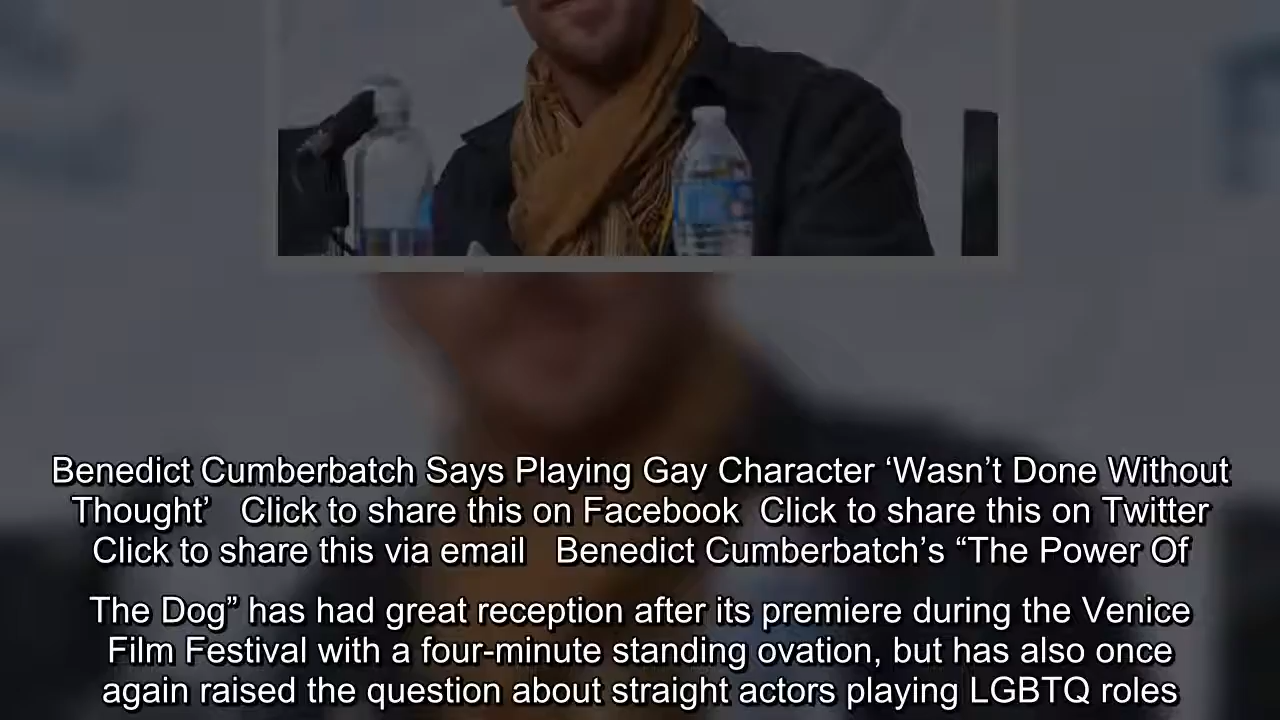 Benedict Cumberbatch Says Playing Gay Character ‘Wasn’t Done Without
Thought’   Click to share this on Facebook  Click to share this on Twitter
Click to share this via email   Benedict Cumberbatch’s “The Power Of
The Dog” has had great reception after its premiere during the Venice
Film Festival with a four-minute standing ovation, but has also once
again raised the question about straight actors playing LGBTQ roles